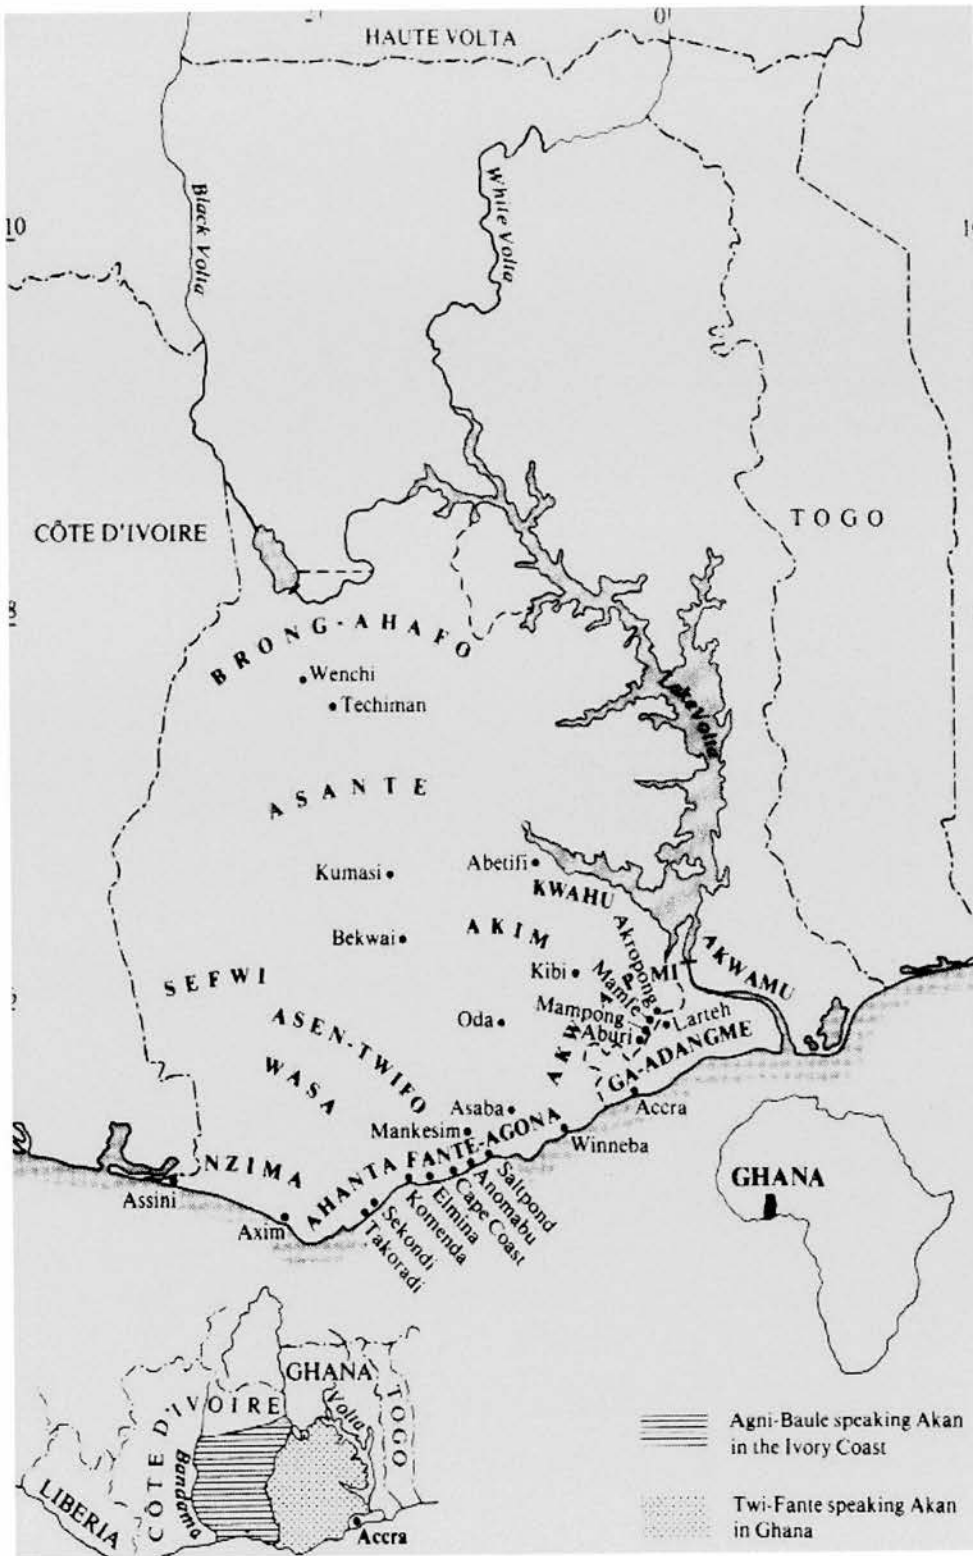 2
0
HAUTE VOLTA
Black Volta
White Volta
10
CÔTE D'IVOIRE
TOGO
8
BRONG-AHAFO
Wenchi
Techiman
Lake Volta
ASANTE
Kumasi
Abetifi
KWAHU
Bekwai
AKIM
Akropong
AKWAPIMI
AKWAMU
SEFWI
Kibi
Mamfe
Mampong
Larteh
Aburi
Oda
ASEN-TWIFO
GA-ADANGME
WASA
Accra
Asaba
Mankesim
Winneba
NZIMA
AHANTA
FANTE-AGONA
Assini
Axim
Saltpond
Anomabu
Cape Coast
Elmina
Komenda
Sekondi
Takoradi
GHANA
GHANA
CÔTE D'IVOIRE
Volta
TOGO
Bandama
LIBERIA
Accra
Agni-Baule speaking Akan
in the Ivory Coast
Twi-Fante speaking Akan
in Ghana